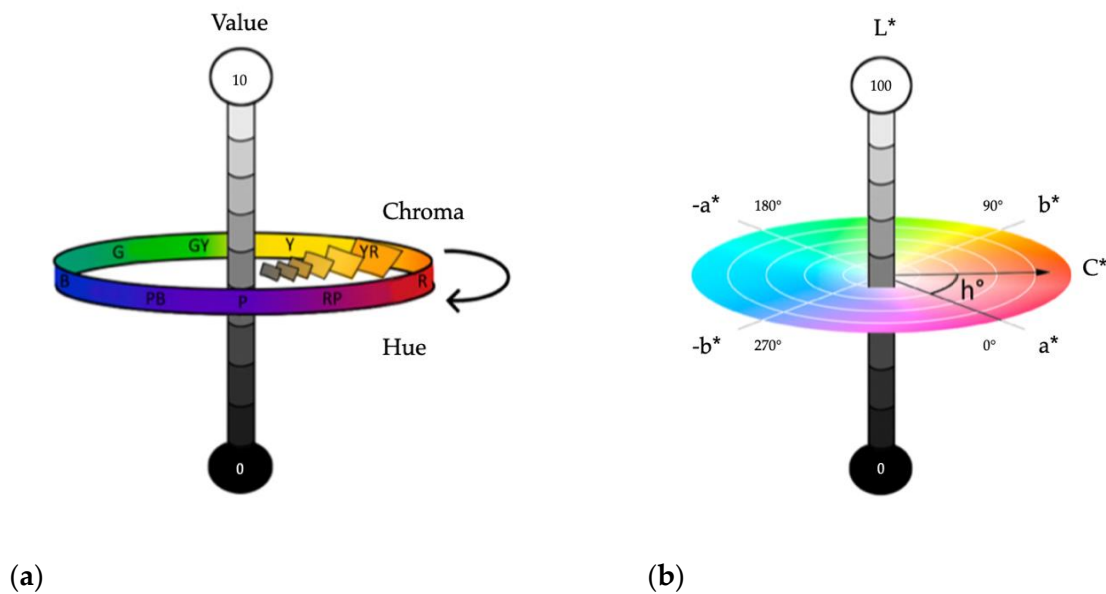 Value
10
Chroma
G GY Y YR
B PB P RP R
Hue
0
(a)
L*
100
-a* 180° 90° b*
C*
h°
-b* 270° 0° a*
0
(b)